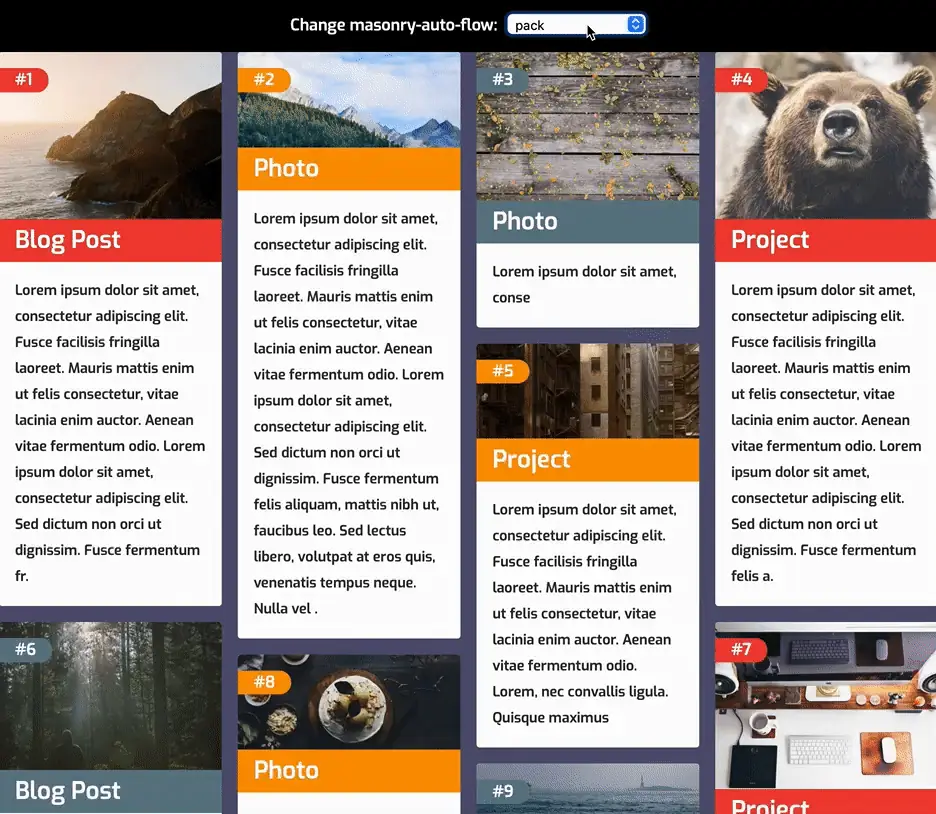 Change masonry-auto-flow: pack
#1
Blog Post
Lorem ipsum dolor sit amet,
consectetur adipiscing elit.
Fusce facilisis fringilla
laoreet. Mauris mattis enim
ut felis consectetur, vitae
lacinia enim auctor. Aenean
vitae fermentum odio. Lorem
ipsum dolor sit amet,
consectetur adipiscing elit.
Sed dictum non orci ut
dignissim. Fusce fermentum
fr.
#2
Photo
Lorem ipsum dolor sit amet,
consectetur adipiscing elit.
Fusce facilisis fringilla
laoreet. Mauris mattis enim
ut felis consectetur, vitae
lacinia enim auctor. Aenean
vitae fermentum odio. Lorem
ipsum dolor sit amet,
consectetur adipiscing elit.
Sed dictum non orci ut
dignissim. Fusce fermentum
felis aliquam, mattis nibh ut,
faucibus leo. Sed lectus
libero, volutpat at eros quis,
venenatis tempus neque.
Nulla vel .
#3
Photo
Lorem ipsum dolor sit amet,
conse
#4
Project
Lorem ipsum dolor sit amet,
consectetur adipiscing elit.
Fusce facilisis fringilla
laoreet. Mauris mattis enim
ut felis consectetur, vitae
lacinia enim auctor. Aenean
vitae fermentum odio. Lorem
ipsum dolor sit amet,
consectetur adipiscing elit.
Sed dictum non orci ut
dignissim. Fusce fermentum
felis a.
#5
Project
Lorem ipsum dolor sit amet,
consectetur adipiscing elit.
Fusce facilisis fringilla
laoreet. Mauris mattis enim
ut felis consectetur, vitae
lacinia enim auctor. Aenean
vitae fermentum odio.
Lorem, nec convallis ligula.
Quisque maximus
#6
Blog Post
#7
Project
#8
Photo
#9